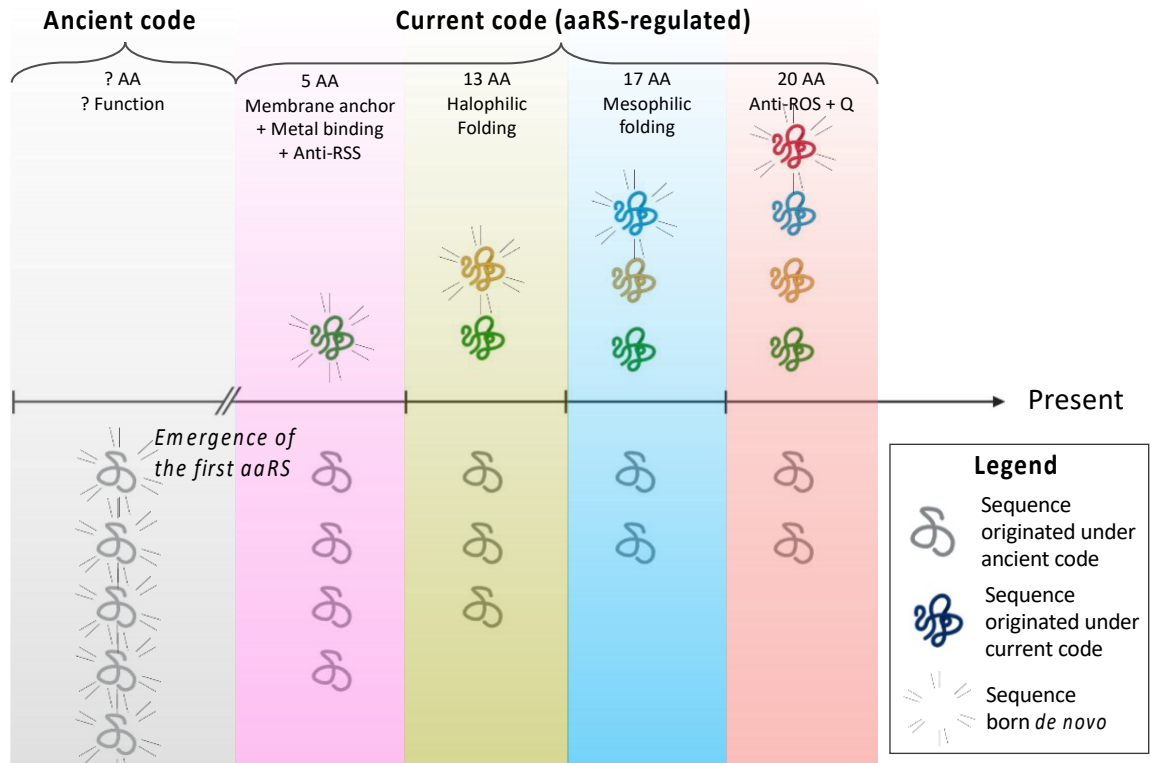 Ancient code
Current code (aaRS-regulated)
? AA
? Function
5 AA
Membrane anchor
+ Metal binding
+ Anti-RSS
13 AA
Halophilic
Folding
17 AA
Mesophilic
folding
20 AA
Anti-ROS + Q
Present
Emergence of
the first aaRS
Legend
Sequence
originated under
ancient code
Sequence
originated under
current code
Sequence
born de novo